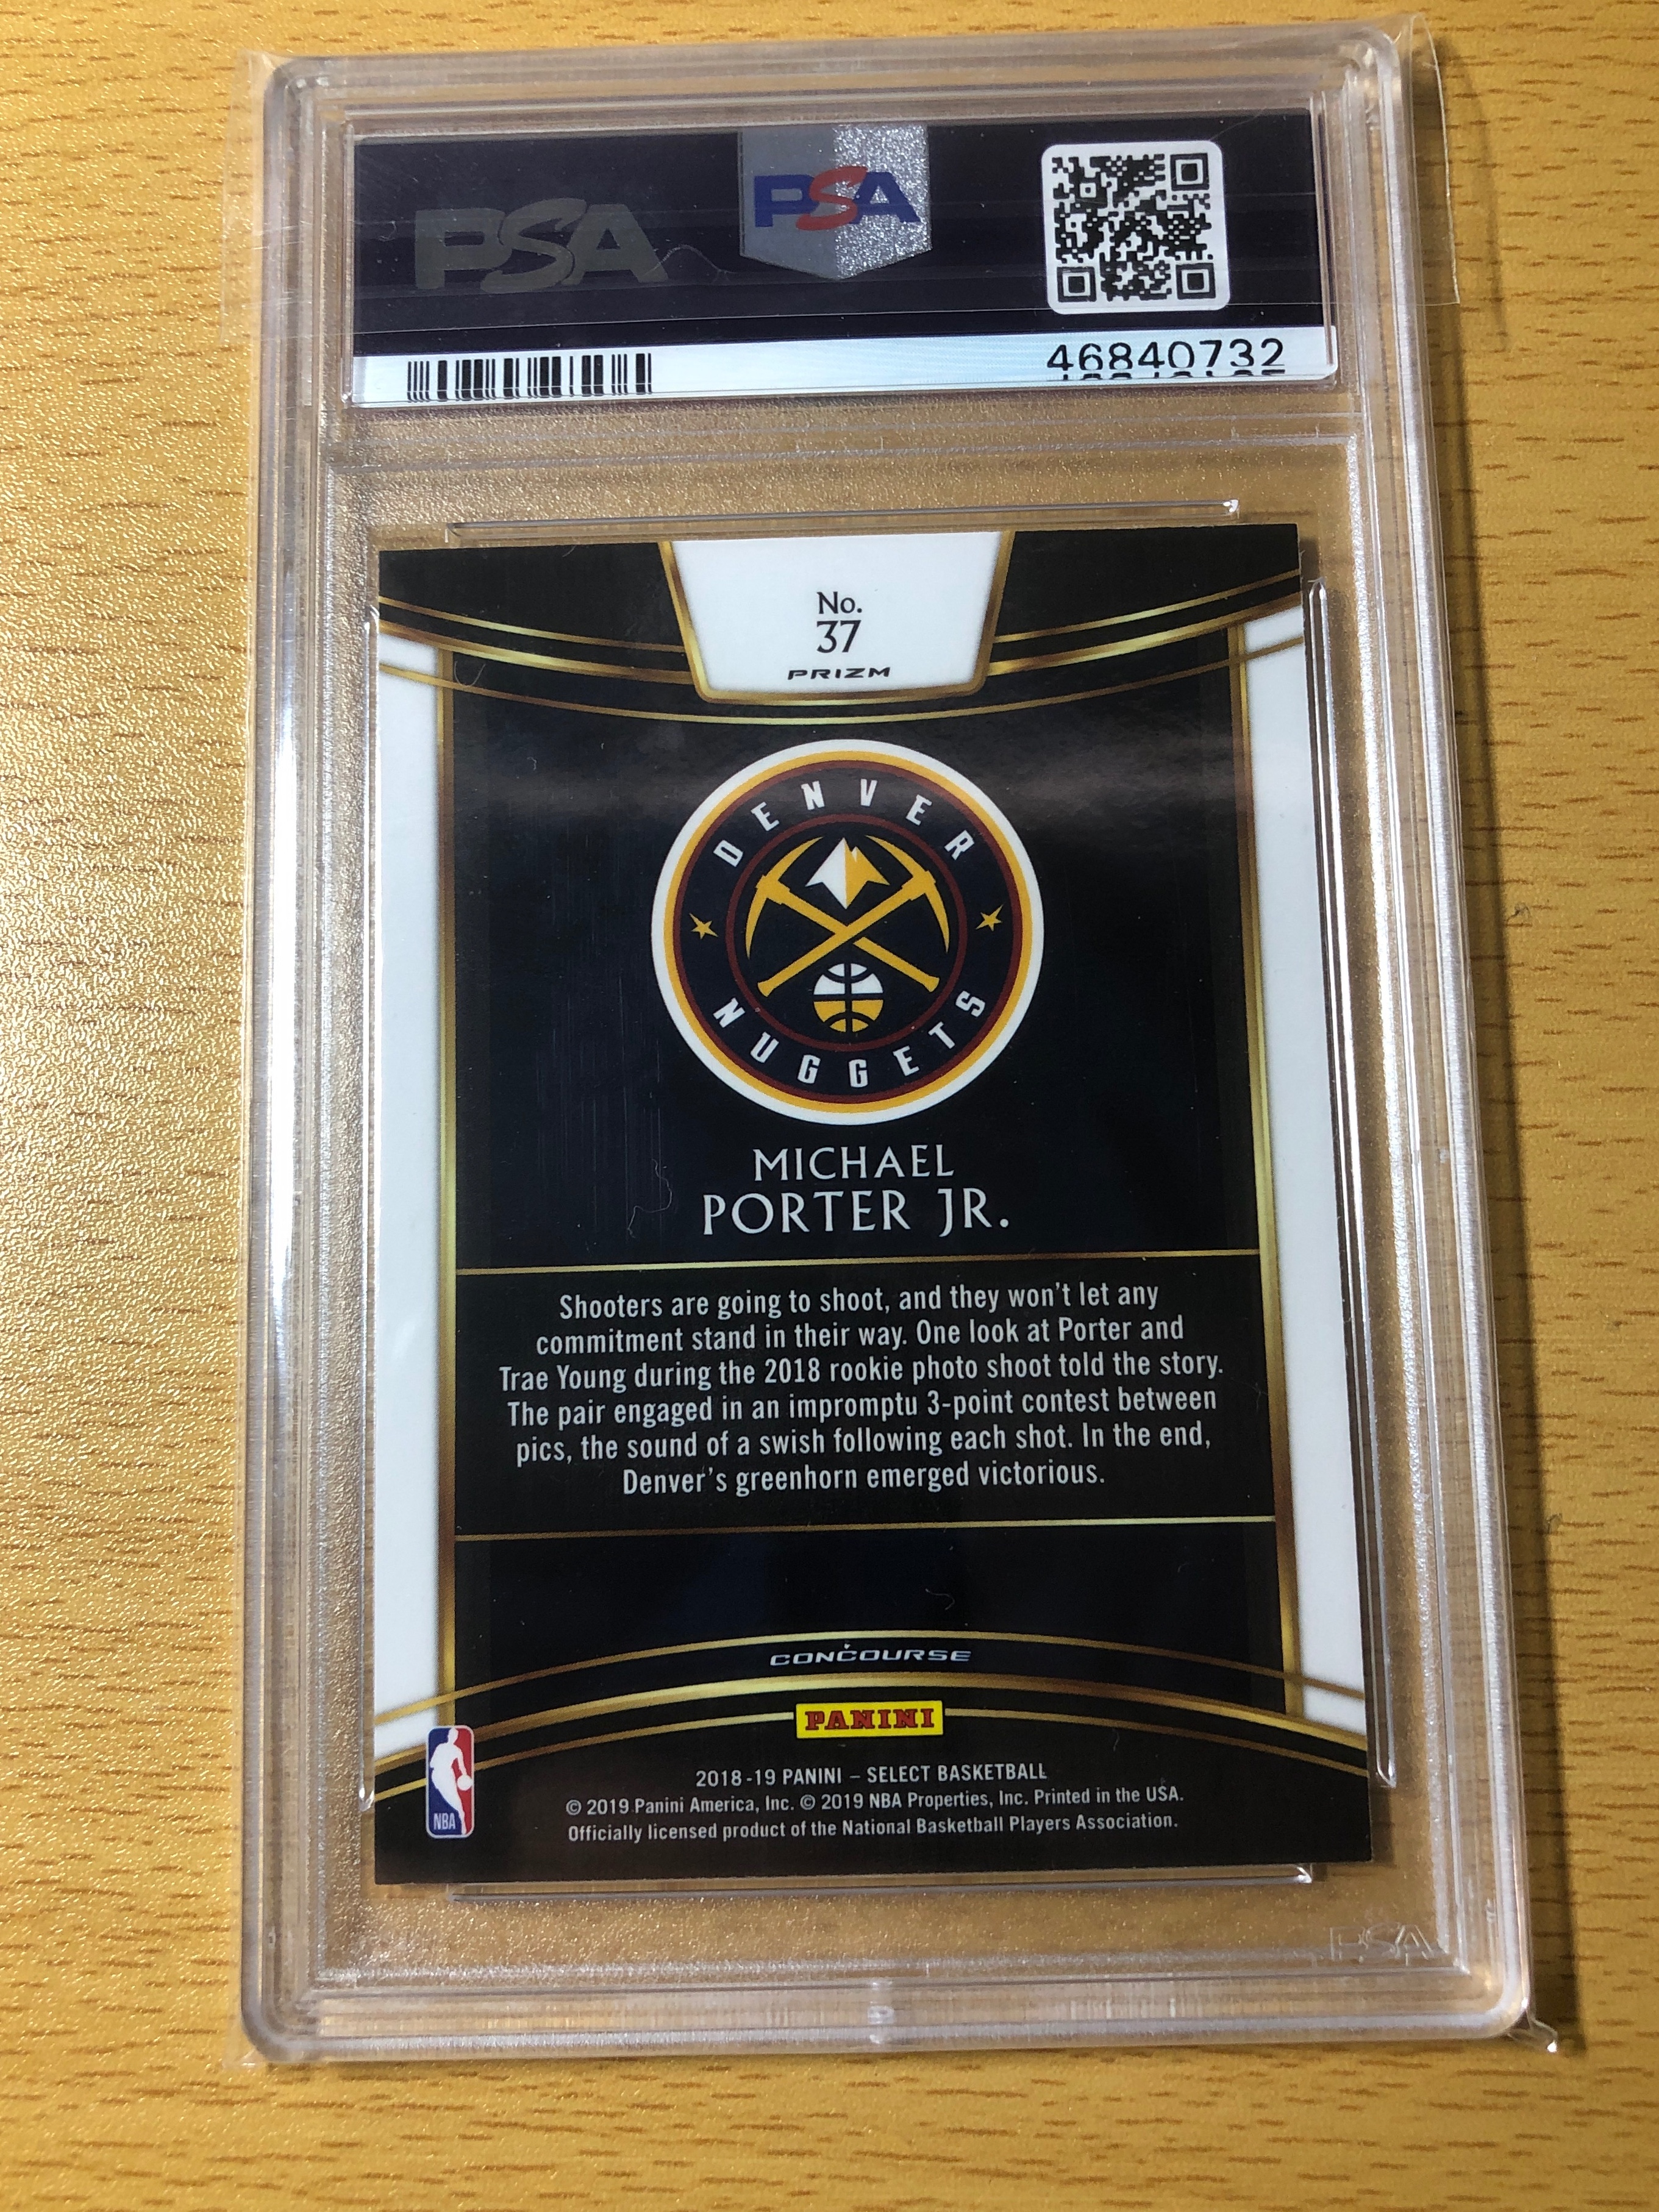 PSA
PSA
46840732
No.
37
PRIZM
DENVER
NUGGETS
MICHAEL
PORTER JR.
Shooters are going to shoot, and they won't let any
commitment stand in their way. One look at Porter and
Trae Young during the 2018 rookie photo shoot told the story.
The pair engaged in an impromptu 3-point contest between
pics, the sound of a swish following each shot. In the end,
Denver's greenhorn emerged victorious.
CONCOURSE
PANINI
NBA
2018-19 PANINI – SELECT BASKETBALL
© 2019 Panini America, Inc. © 2019 NBA Properties, Inc. Printed in the USA.
Officially licensed product of the National Basketball Players Association.
PSA